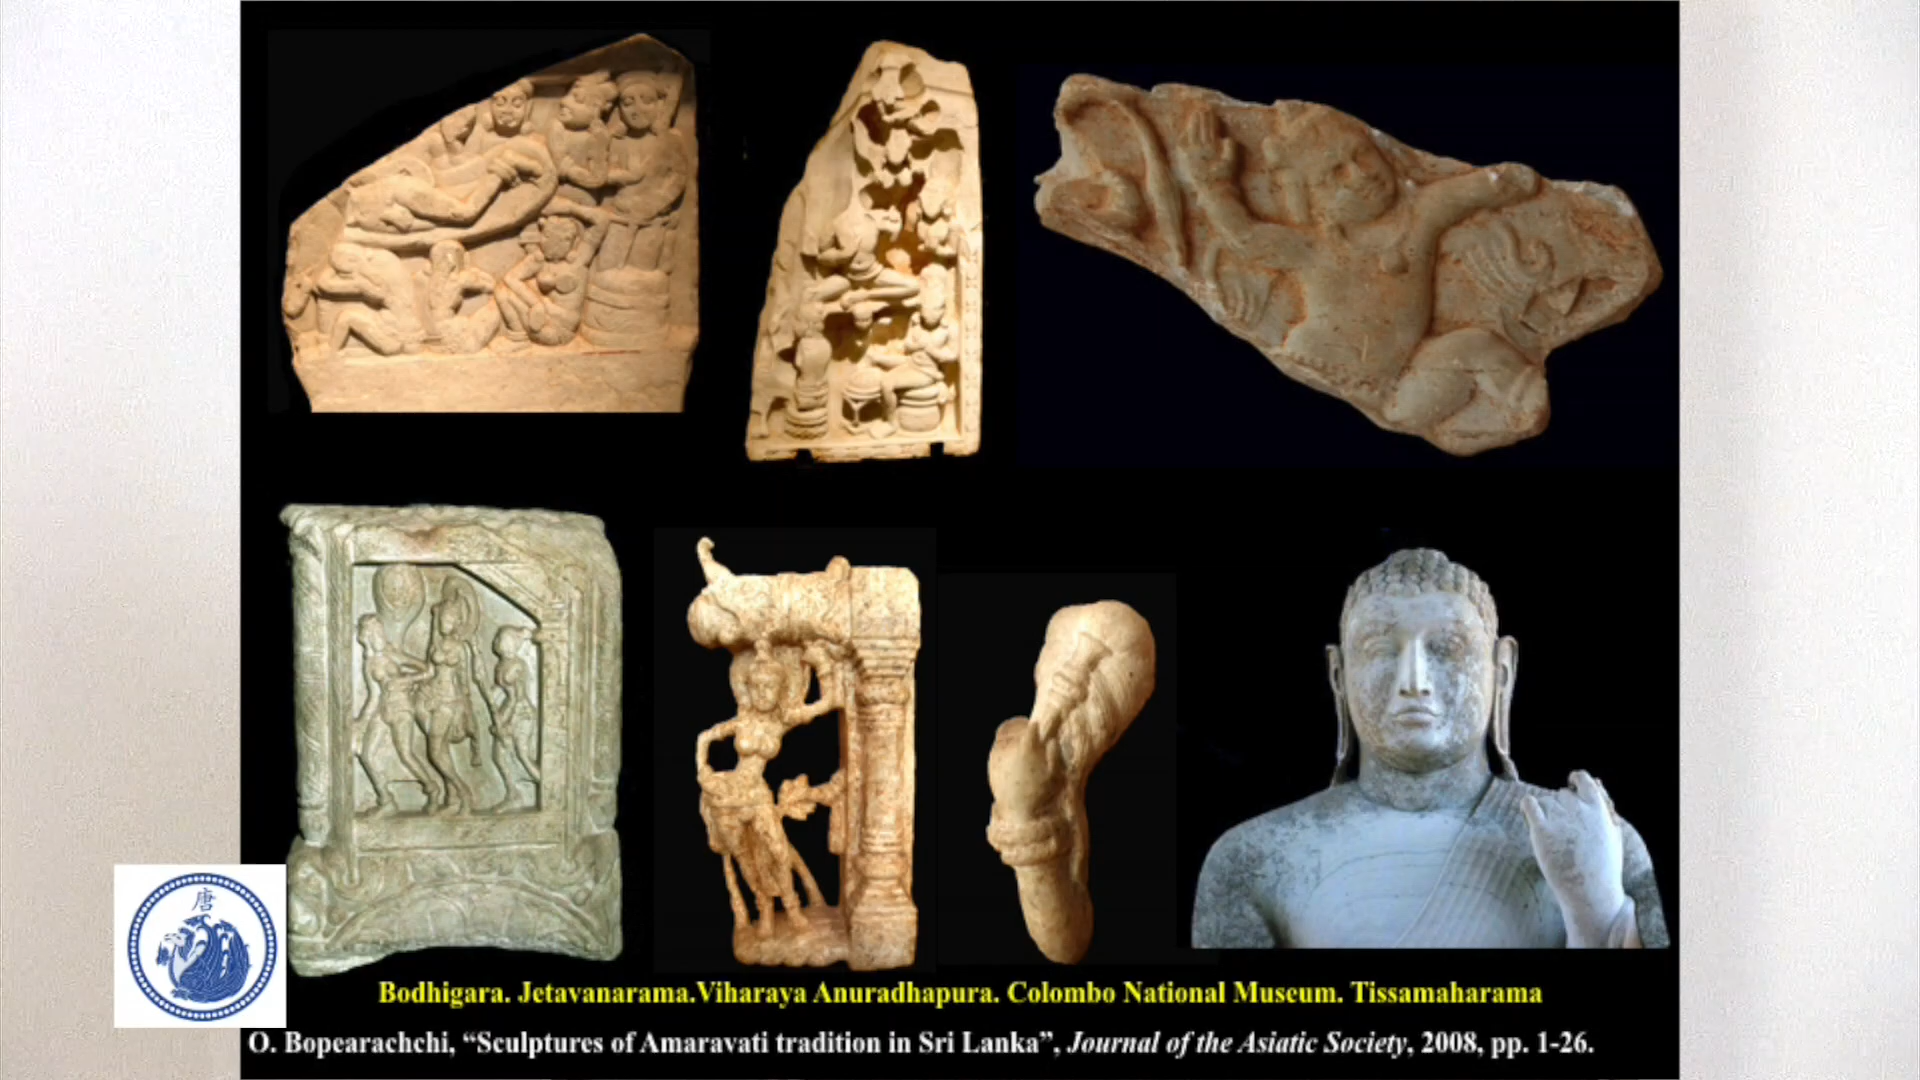 唐
Bodhigara. Jetavanarama.Viharaya Anuradhapura. Colombo National Museum. Tissamaharama
O. Bopearachchi, “Sculptures of Amaravati tradition in Sri Lanka”, Journal of the Asiatic Society, 2008, pp. 1-26.